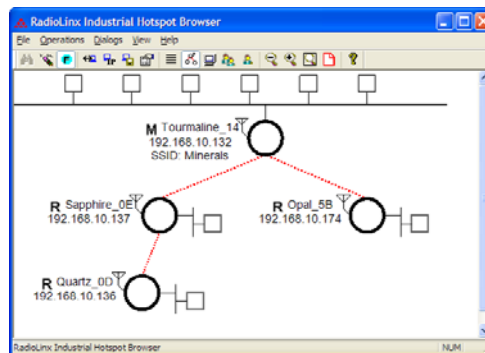 RadioLinx Industrial Hotspot Browser
File Operations Dialogs View Help
M Tourmaline_14
192.168.10.132
SSID: Minerals
R Sapphire_0E
192.168.10.137
R Opal_5B
192.168.10.174
R Quartz_0D
192.168.10.136
RadioLinx Industrial Hotspot Browser NUM